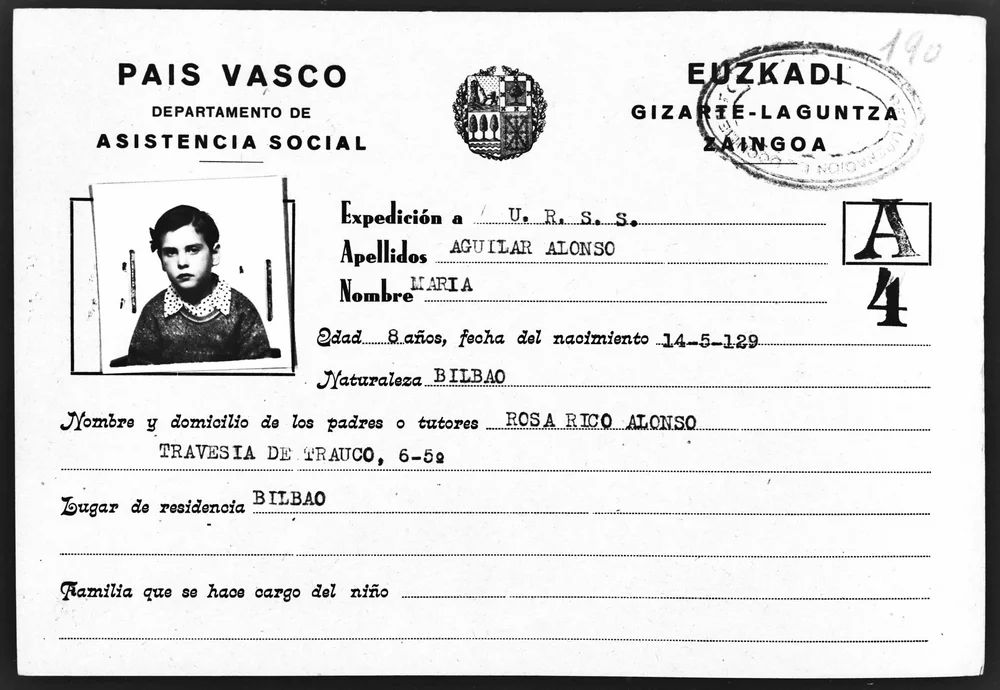 PAIS VASCO
DEPARTAMENTO DE
ASISTENCIA SOCIAL
EUZKADI
GIZARTE-LAGUNTZA
ZAINGOA
190
Expedición a U. R. S. S.
Apellidos AGUILAR ALONSO
Nombre MARIA
A
4
Edad 8 años, fecha del nacimiento 14-5-129
Naturaleza BILBAO
Nombre y domicilio de los padres o tutores ROSA RICO ALONSO
TRAVESIA DE TRAUCO, 6-5º
Lugar de residencia BILBAO
Familia que se hace cargo del niño